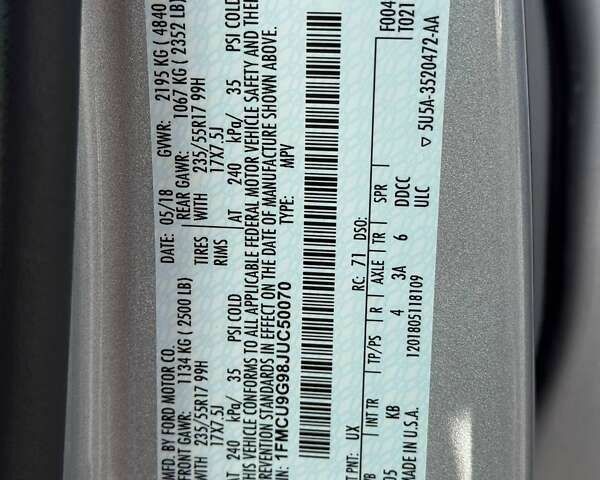 MFD. BY FORD MOTOR CO.
DATE: 05/18 GVWR: 2195 KG ( 4840
FRONT GAWR: 1134 KG ( 2500 LB)
REAR GAWR: 1067 KG ( 2352 LB)
WITH 235/55R17 99H TIRES WITH 235/55R17 99H
17X7.5J RIMS 17X7.5J
AT 240 kPa/ 35 PSI COLD AT 240 kPa/ 35 PSI COLD
THIS VEHICLE CONFORMS TO ALL APPLICABLE FEDERAL MOTOR VEHICLE SAFETY AND THE
PREVENTION STANDARDS IN EFFECT ON THE DATE OF MANUFACTURE SHOWN ABOVE.
VIN: 1FMCU9G98JUC50070 TYPE: MPV
EXT PNT: UX RC: 71 DSO: F004
INT TR TP/PS R AXLE TR SPR T021
KB 4 3A 6 DDCC
MADE IN U.S.A. 1201805118109 ULC ▽ 5U5A-3520472-AA